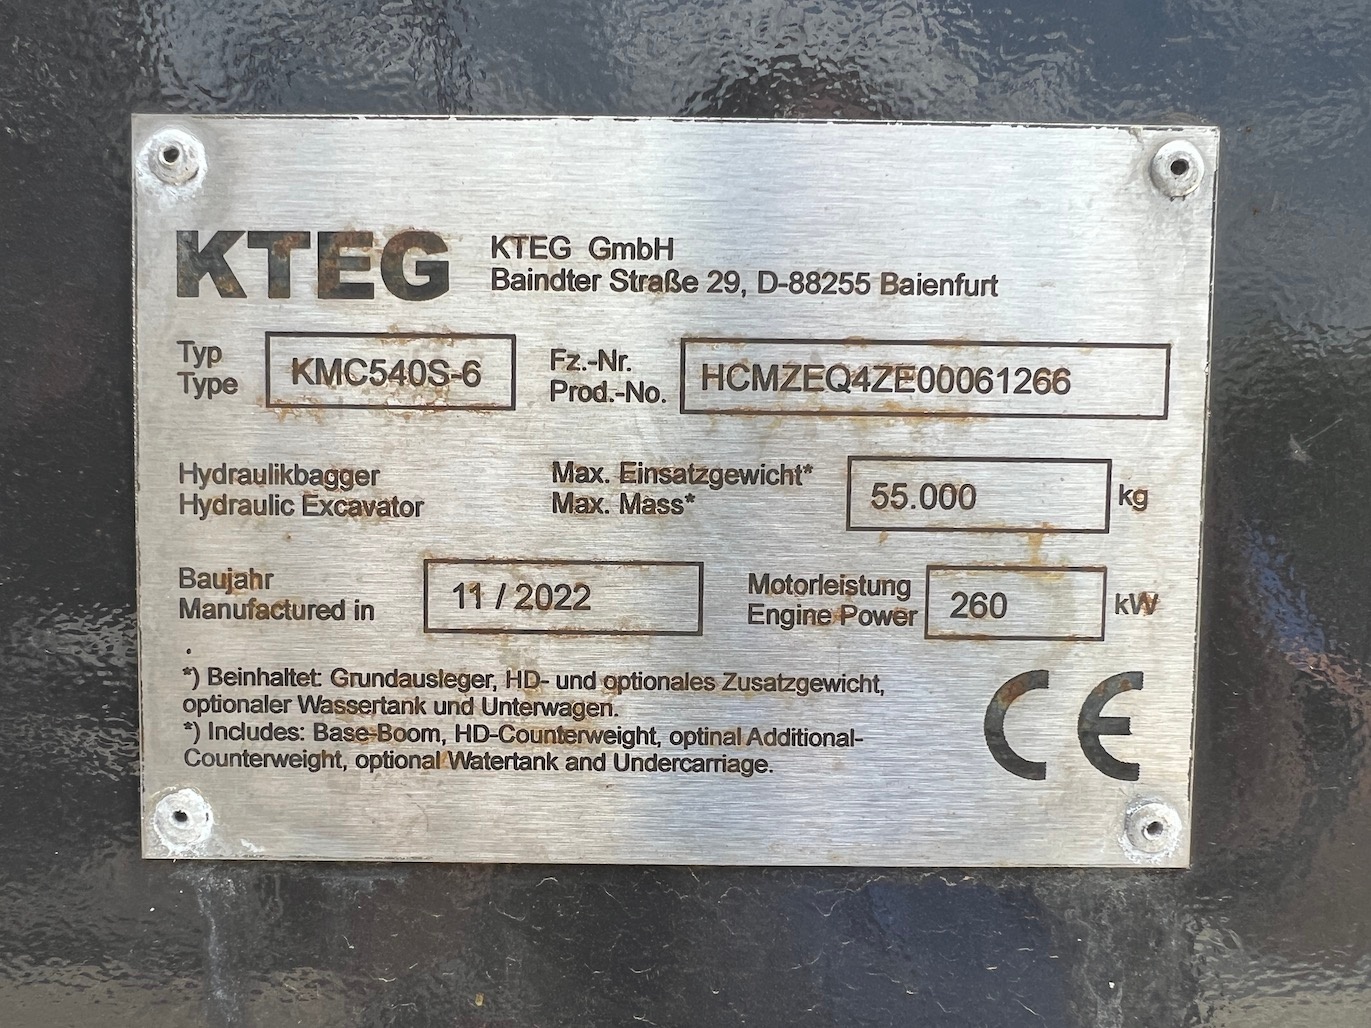 KTEG
KTEG GmbH
Baindter Straße 29, D-88255 Baienfurt
Typ
Type
KMC540S-6
Fz.-Nr.
Prod.-No.
HCMZEQ4ZE00061266
Hydraulikbagger
Hydraulic Excavator
Max. Einsatzgewicht*
Max. Mass*
55.000
kg
Baujahr
Manufactured in
11 / 2022
Motorleistung
Engine Power
260
kW
*) Beinhaltet: Grundausleger, HD- und optionales Zusatzgewicht,
optionaler Wassertank und Unterwagen.
*) Includes: Base-Boom, HD-Counterweight, optinal Additional-
Counterweight, optional Watertank and Undercarriage.
CE